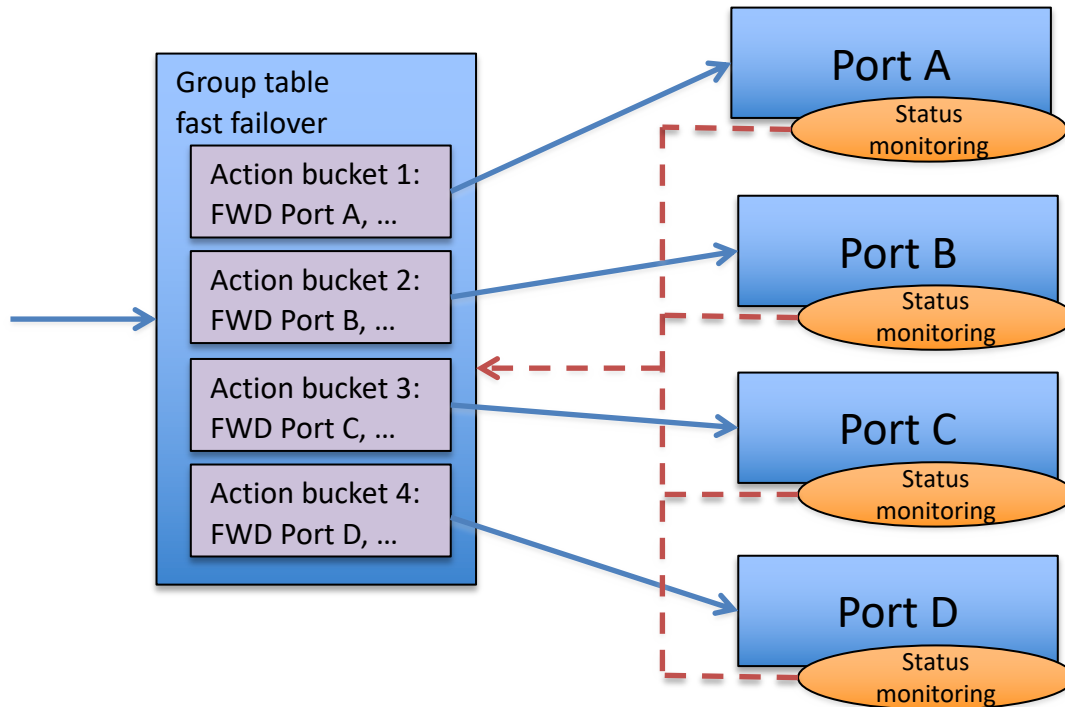 Group table
fast failover
Action bucket 1:
FWD Port A, ...
Action bucket 2:
FWD Port B, ...
Action bucket 3:
FWD Port C, ...
Action bucket 4:
FWD Port D, ...
Port A
Status
monitoring
Port B
Status
monitoring
Port C
Status
monitoring
Port D
Status
monitoring